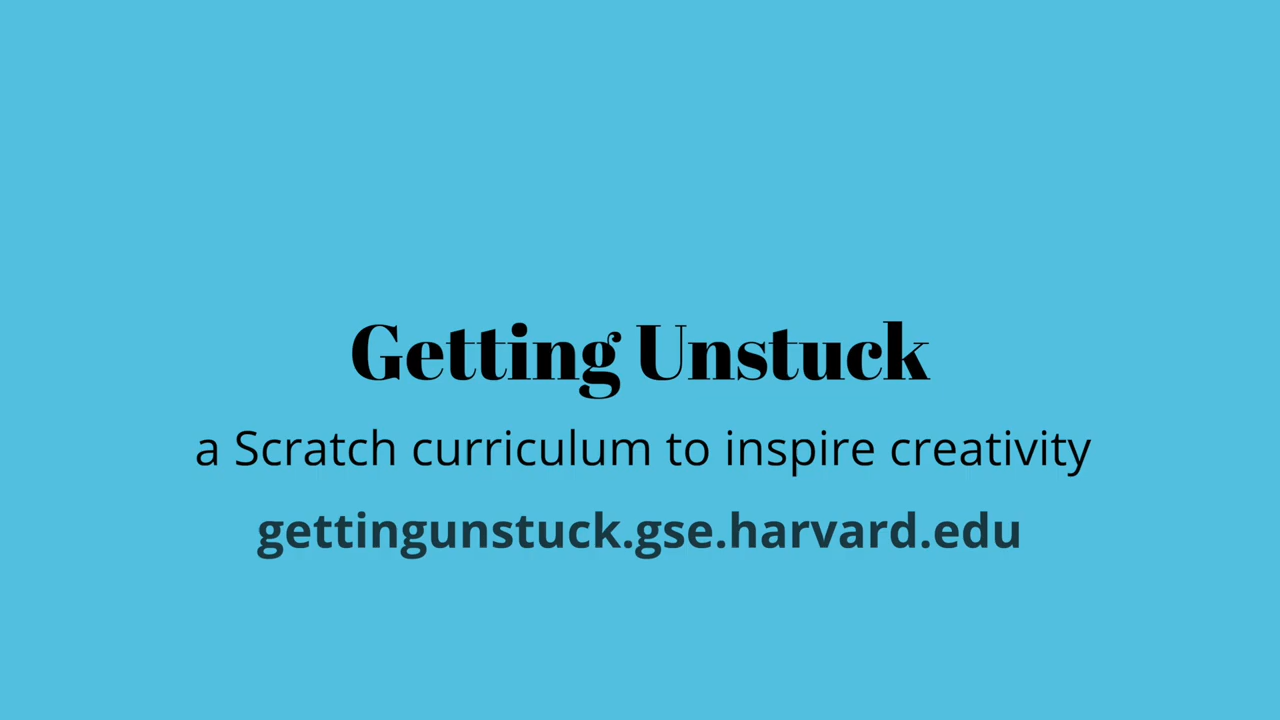 Getting Unstuck
a Scratch curriculum to inspire creativity
gettingunstuck.gse.harvard.edu